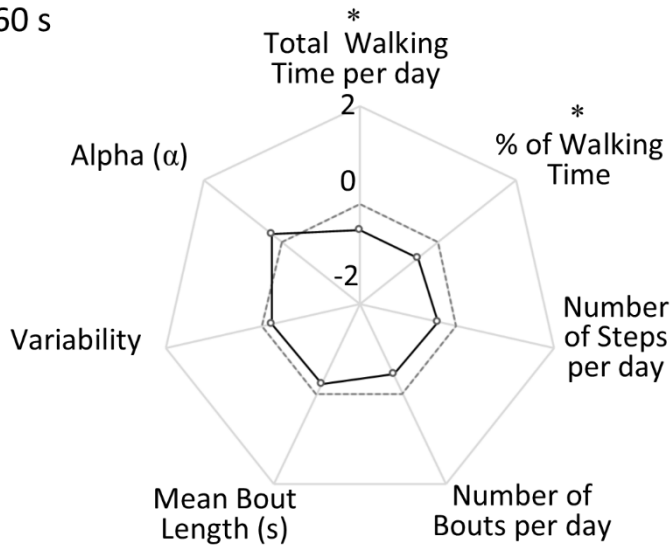 60 s
*
Total Walking
Time per day
2
*
% of Walking
Time
Alpha (α)
0
-2
Number
of Steps
per day
Variability
Mean Bout
Length (s)
Number of
Bouts per day